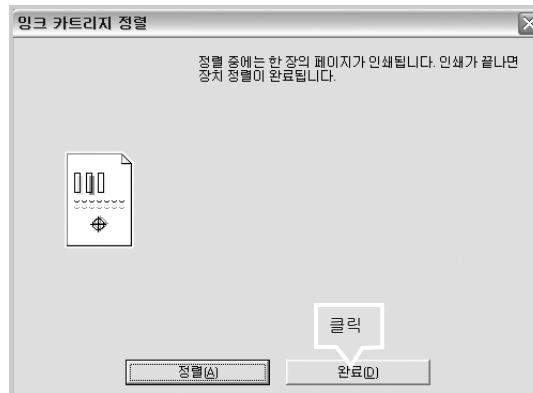 잉크 카트리지 정렬
정렬 중에는 한 장의 페이지가 인쇄됩니다. 인쇄가 끝나면
장치 정렬이 완료됩니다.
클릭
정렬(A)
완료(D)